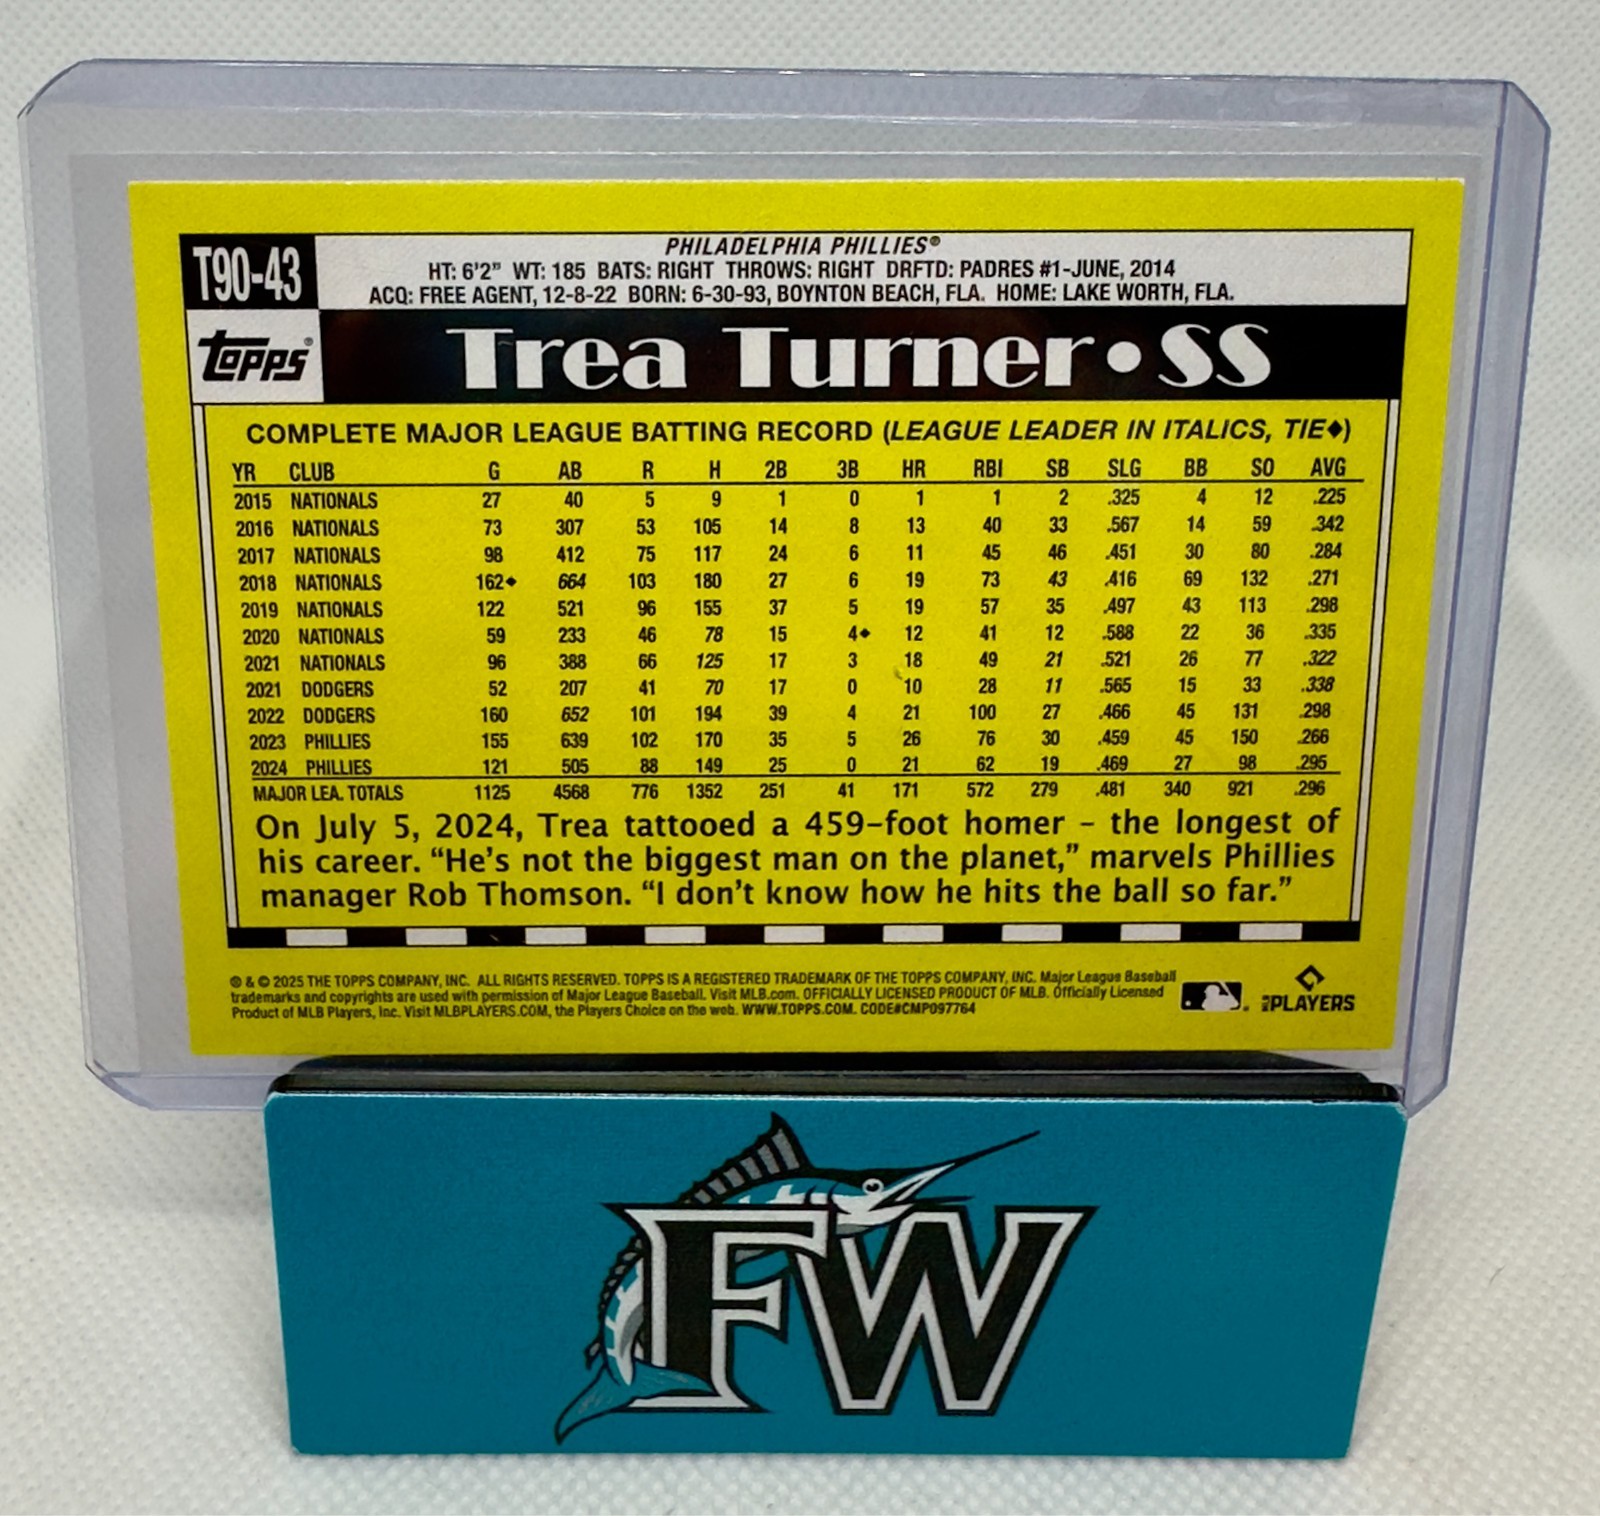 T90-43
PHILADELPHIA PHILLIES®
HT: 6'2" WT: 185 BATS: RIGHT THROWS: RIGHT DRFTD: PADRES #1-JUNE, 2014
ACQ: FREE AGENT, 12-8-22 BORN: 6-30-93, BOYNTON BEACH, FLA. HOME: LAKE WORTH, FLA.
Topps®
Trea Turner•SS
COMPLETE MAJOR LEAGUE BATTING RECORD (LEAGUE LEADER IN ITALICS, TIE◆)
YR CLUB G AB R H 2B 3B HR RBI SB SLG BB SO AVG
2015 NATIONALS 27 40 5 9 1 0 1 1 2 .325 4 12 .225
2016 NATIONALS 73 307 53 105 14 8 13 40 33 .567 14 59 .342
2017 NATIONALS 98 412 75 117 24 6 11 45 46 .451 30 80 .284
2018 NATIONALS 162◆ 664 103 180 27 6 19 73 43 .416 69 132 .271
2019 NATIONALS 122 521 96 155 37 5 19 57 35 .497 43 113 .298
2020 NATIONALS 59 233 46 78 15 4◆ 12 41 12 .588 22 36 .335
2021 NATIONALS 96 388 66 125 17 3 18 49 21 .521 26 77 .322
2021 DODGERS 52 207 41 70 17 0 10 28 11 .565 15 33 .338
2022 DODGERS 160 652 101 194 39 4 21 100 27 .466 45 131 .298
2023 PHILLIES 155 639 102 170 35 5 26 76 30 .459 45 150 .266
2024 PHILLIES 121 505 88 149 25 0 21 62 19 .469 27 98 .295
MAJOR LEA. TOTALS 1125 4568 776 1352 251 41 171 572 279 .481 340 921 .296
On July 5, 2024, Trea tattooed a 459-foot homer – the longest of
his career. “He's not the biggest man on the planet,” marvels Phillies
manager Rob Thomson. “I don't know how he hits the ball so far.”
® & © 2025 THE TOPPS COMPANY, INC. ALL RIGHTS RESERVED. TOPPS IS A REGISTERED TRADEMARK OF THE TOPPS COMPANY, INC. Major League Baseball
trademarks and copyrights are used with permission of Major League Baseball. Visit MLB.com. OFFICIALLY LICENSED PRODUCT OF MLB. Officially Licensed
Product of MLB Players, Inc. Visit MLBPLAYERS.COM, the Players Choice on the web. WWW.TOPPS.COM. CODE#CMP097764
MLB PLAYERS
FW